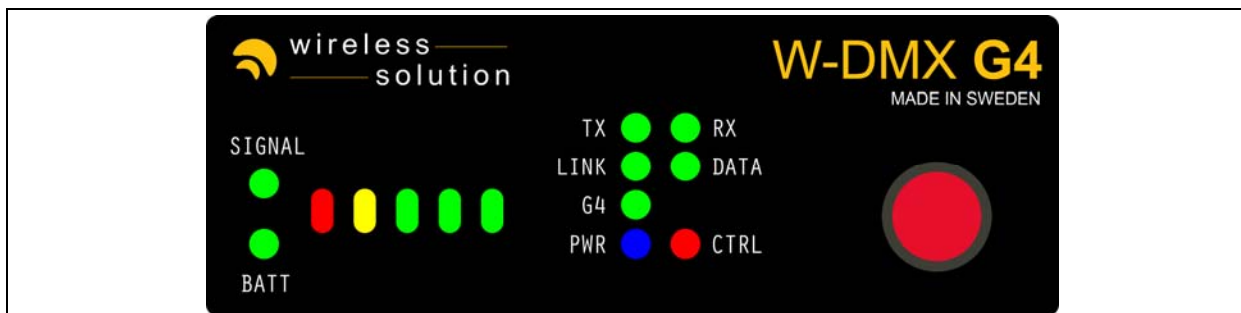 wireless
solution
W-DMX G4
MADE IN SWEDEN
SIGNAL
BATT
TX RX
LINK DATA
G4
PWR CTRL